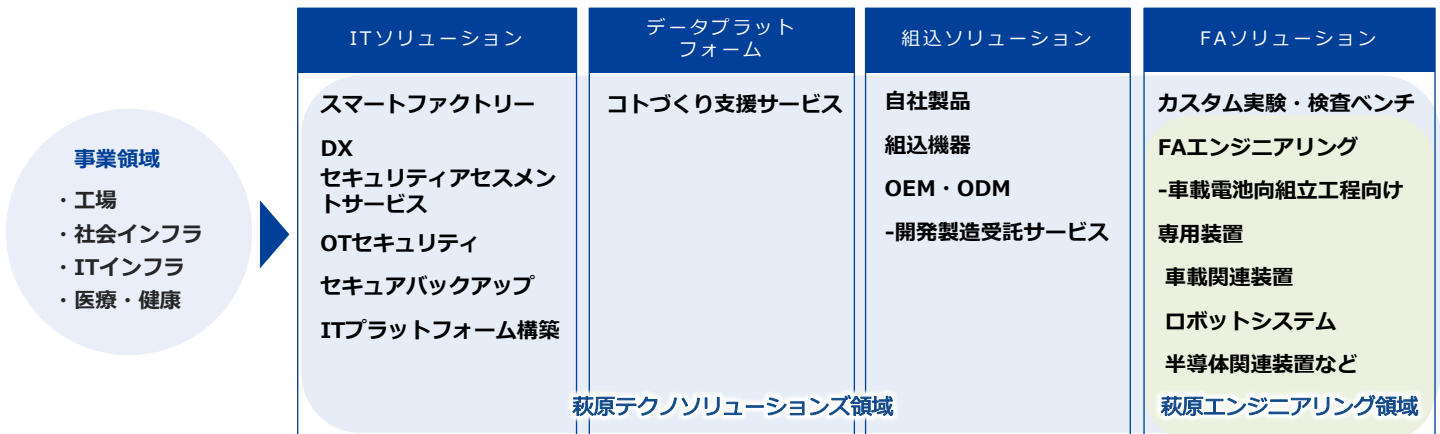 事業領域
・工場
・社会インフラ
・ITインフラ
・医療・健康
ITソリューション
スマートファクトリー
DX
セキュリティアセスメン
トサービス
OTセキュリティ
セキュアバックアップ
ITプラットフォーム構築
データプラット
フォーム
コトづくり支援サービス
組込ソリューション
自社製品
組込機器
OEM・ODM
-開発製造受託サービス
FAソリューション
カスタム実験・検査ベンチ
FAエンジニアリング
-車載電池向組立工程向け
専用装置
車載関連装置
ロボットシステム
半導体関連装置など
萩原テクノソリューションズ領域
萩原エンジニアリング領域